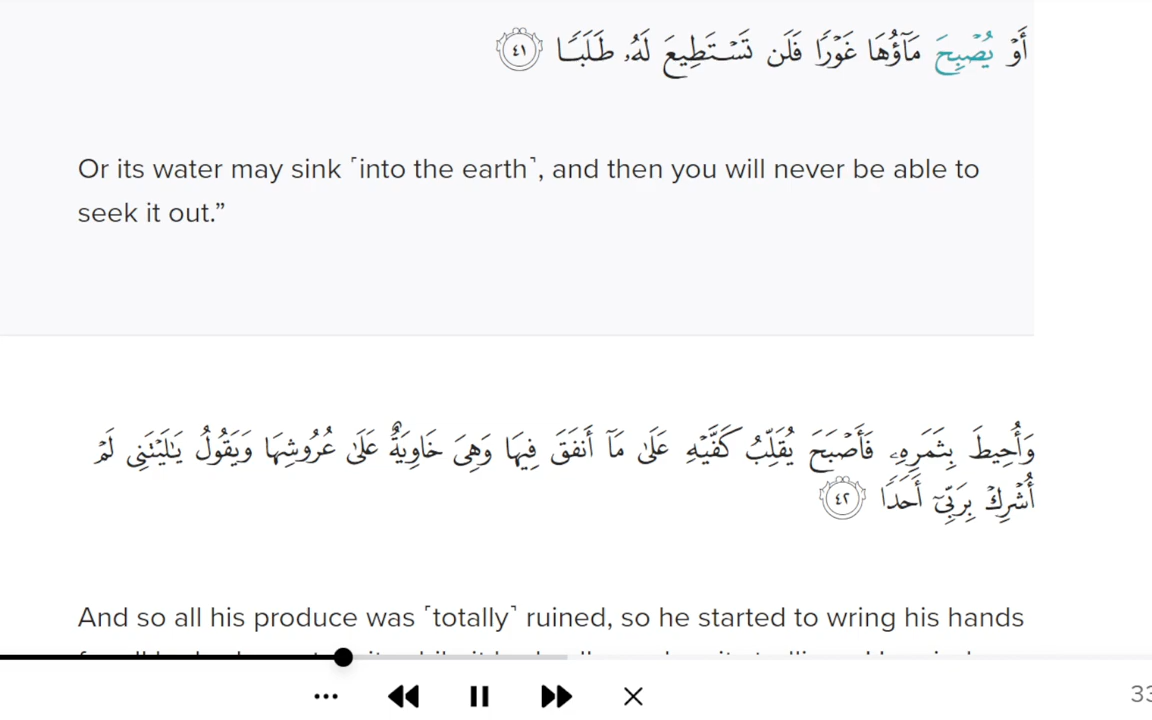 أَوْ يُصْبِحَ مَآؤُهَا غَوْرًا فَلَن تَسْتَطِيعَ لَهُۥ طَلَبًا ٤١
Or its water may sink ˹into the earth˺, and then you will never be able to
seek it out.”
وَأُحِيطَ بِثَمَرِهِۦ فَأَصْبَحَ يُقَلِّبُ كَفَّيْهِ عَلَىٰ مَآ أَنفَقَ فِيهَا وَهِىَ خَاوِيَةٌ عَلَىٰ عُرُوشِهَا وَيَقُولُ يَـٰلَيْتَنِى لَمْ
أُشْرِكْ بِرَبِّىٓ أَحَدًا ٤٢
And so all his produce was ˹totally˺ ruined, so he started to wring his hands
33